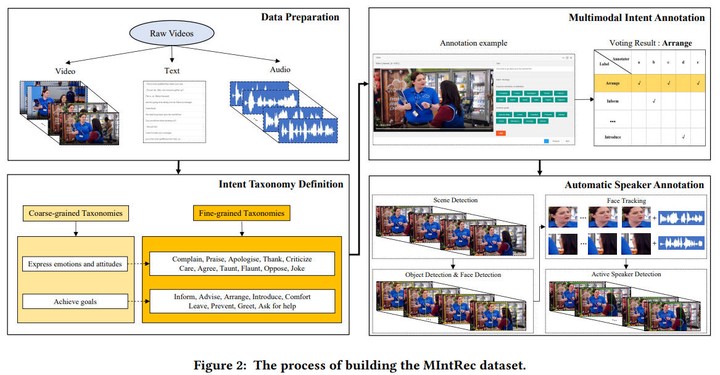 Data Preparation
Raw Videos
Video
Text
Audio
Intent Taxonomy Definition
Coarse-grained Taxonomies
Fine-grained Taxonomies
Express emotions and attitudes
Complain, Praise, Apologise, Thank, Criticize
Care, Agree, Taunt, Flaunt, Oppose, Joke
Achieve goals
Inform, Advise, Arrange, Introduce, Comfort
Leave, Prevent, Greet, Ask for help
Multimodal Intent Annotation
Annotation example
Voting Result : Arrange
Annotator
Label
a
b
c
d
e
Arrange
√
√
√
Inform
√
...
Introduce
√
Automatic Speaker Annotation
Scene Detection
Face Tracking
...
+
...
+
Object Detection & Face Detection
Active Speaker Detection
Figure 2: The process of building the MIntRec dataset.